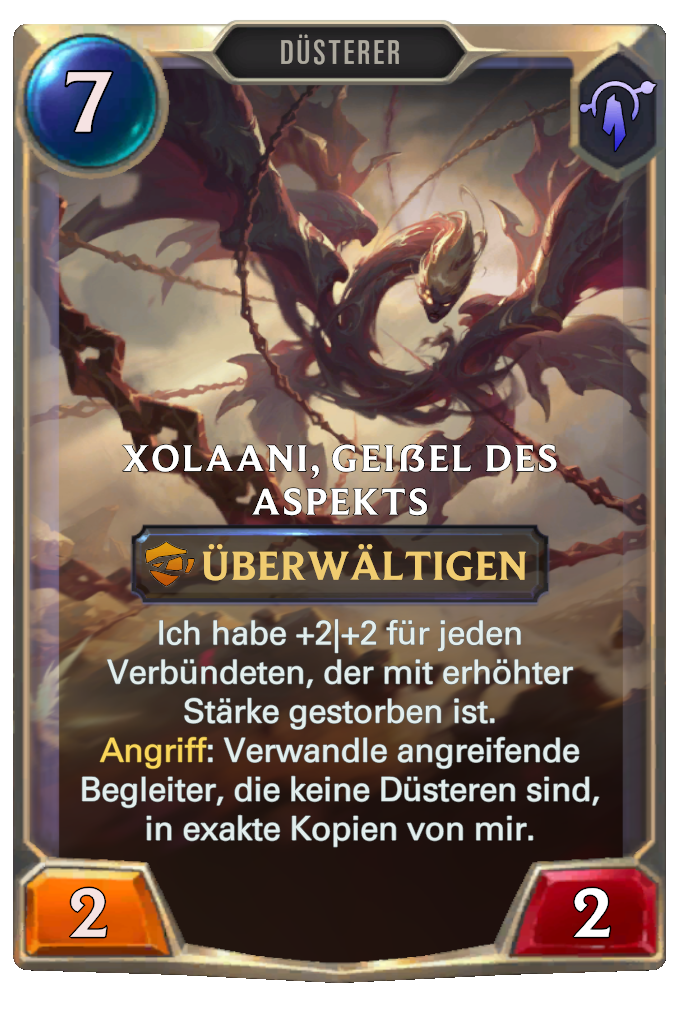 DÜSTERER
7
XOLAANI, GEIẞEL DES
ASPEKTS
ÜBERWÄLTIGEN
Ich habe +2|+2 für jeden
Verbündeten, der mit erhöhter
Stärke gestorben ist.
Angriff: Verwandle angreifende
Begleiter, die keine Düsteren sind,
in exakte Kopien von mir.
2
2